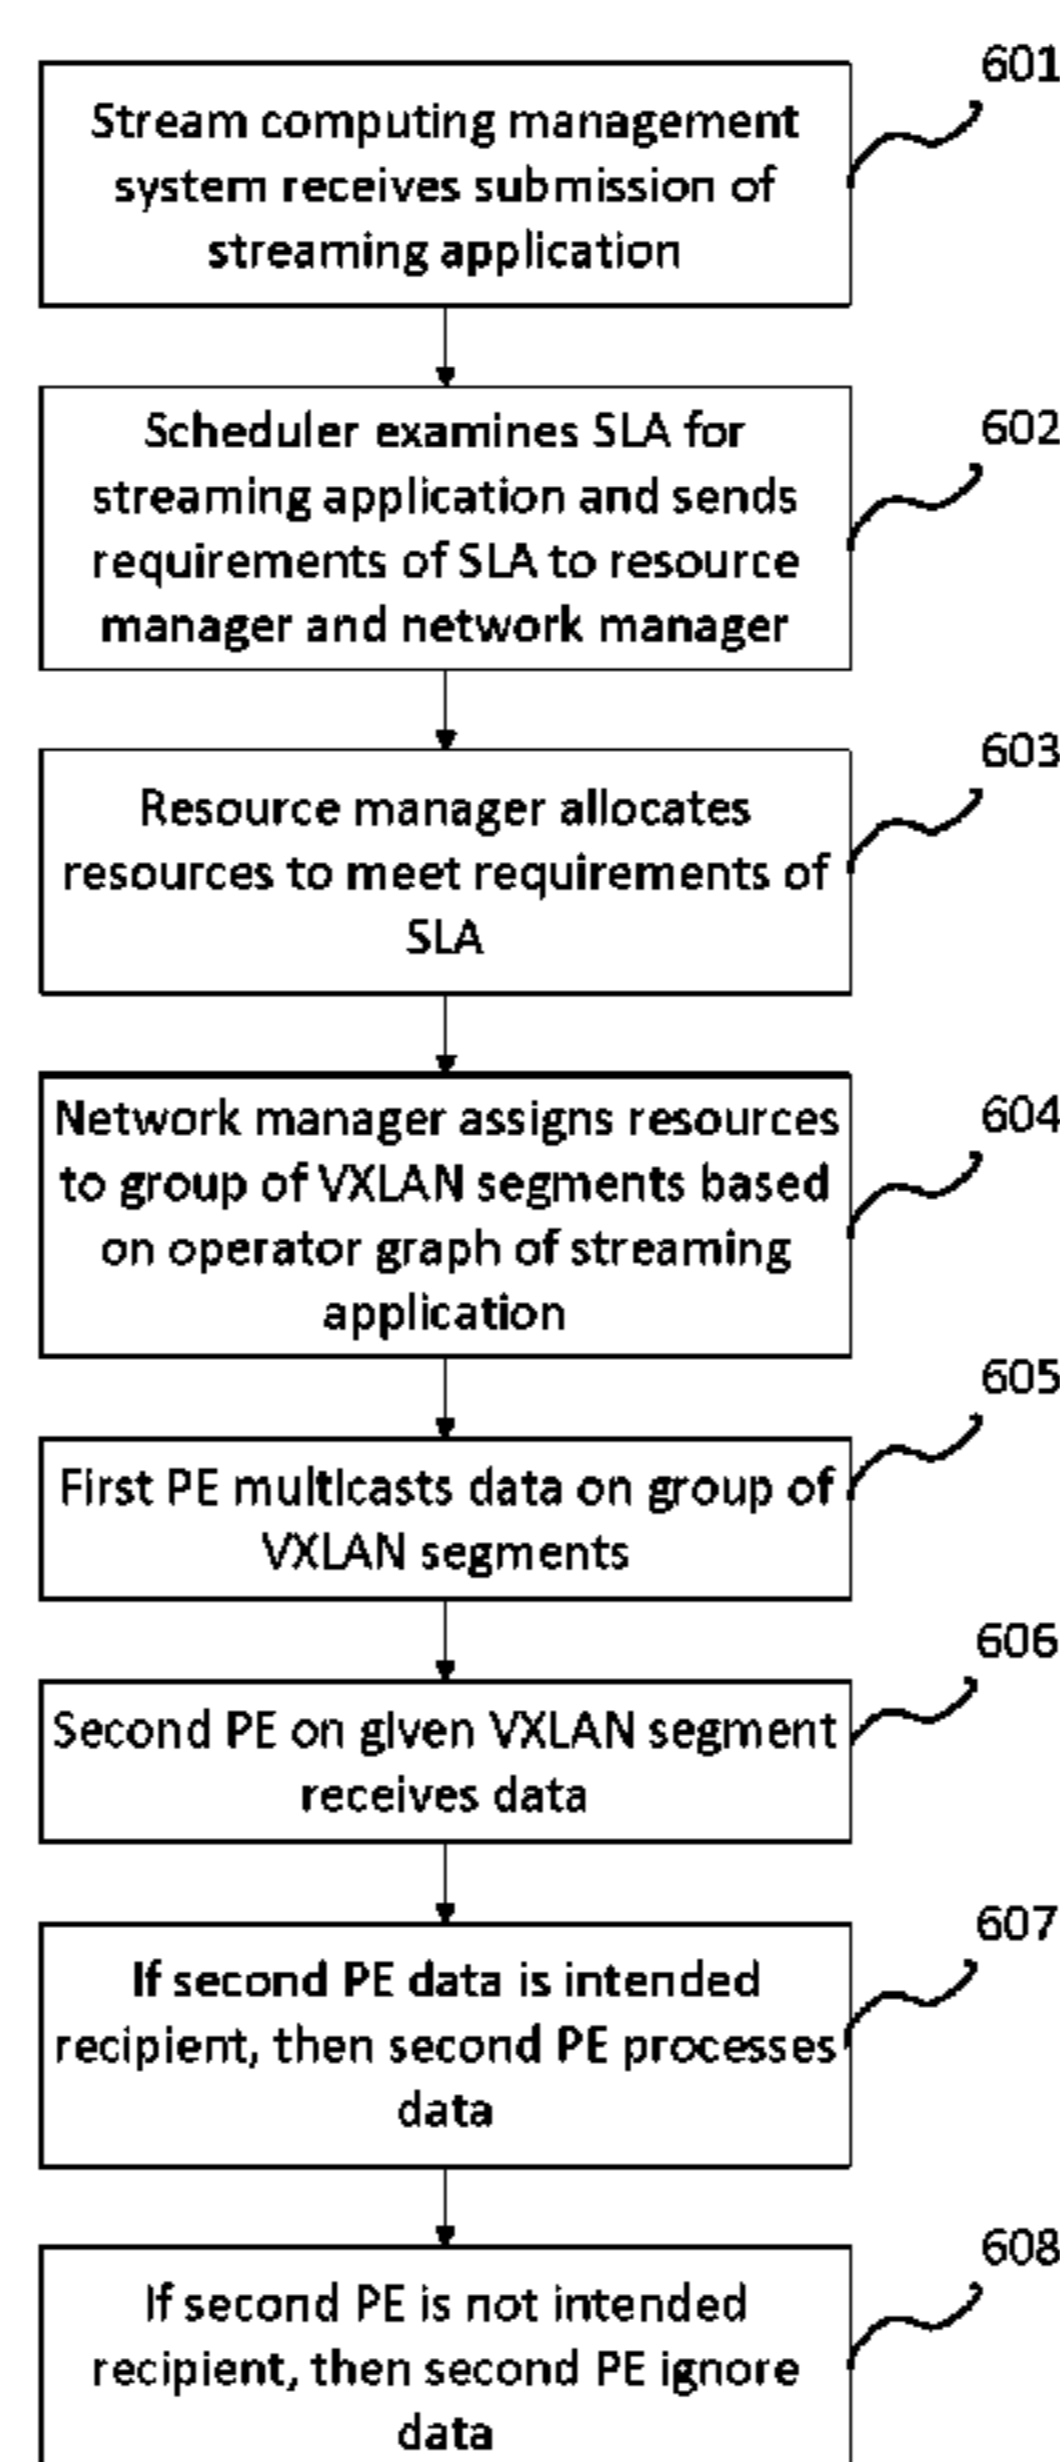 601
Stream computing management
system receives submission of
streaming application
602
Scheduler examines SLA for
streaming application and sends
requirements of SLA to resource
manager and network manager
603
Resource manager allocates
resources to meet requirements of
SLA
604
Network manager assigns resources
to group of VXLAN segments based
on operator graph of streaming
application
605
First PE multicasts data on group of
VXLAN segments
606
Second PE on given VXLAN segment
receives data
607
If second PE data is intended
recipient, then second PE processes
data
608
If second PE is not intended
recipient, then second PE ignore
data